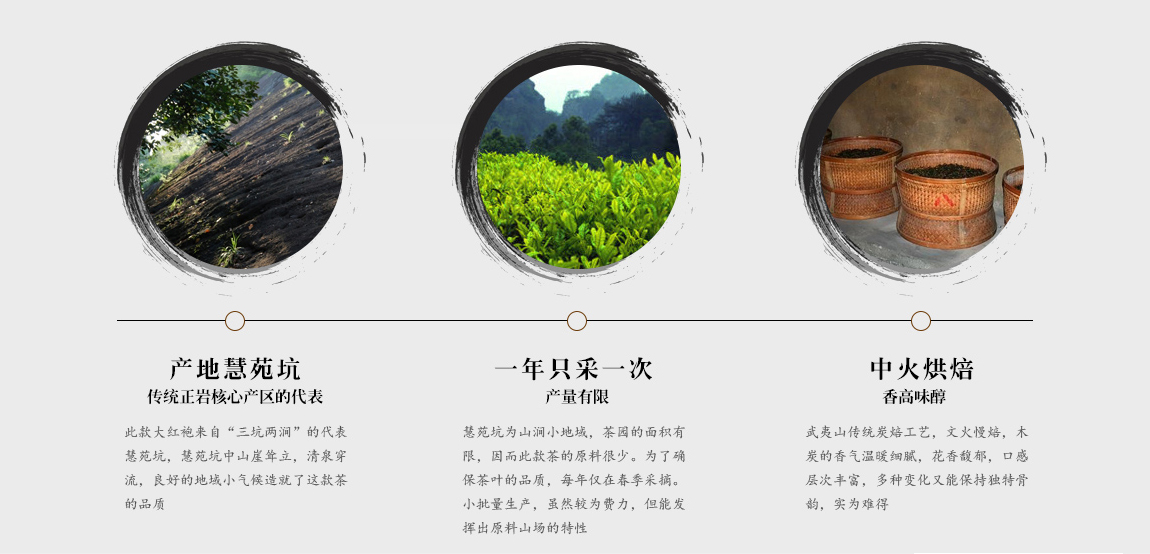 产地慧苑坑
传统正岩核心产区的代表
此款大红袍来自“三坑两涧”的代表
慧苑坑，慧苑坑中山崖耸立，清泉穿
流，良好的地域小气候造就了这款茶
的品质
一年只采一次
产量有限
慧苑坑为山涧小地域，茶园的面积有
限，因而此款茶的原料很少。为了确
保茶叶的品质，每年仅在春季采摘。
小批量生产，虽然较为费力，但能发
挥出原料山场的特性
中火烘焙
香高味醇
武夷山传统炭焙工艺，文火慢焙，木
炭的香气温暖细腻，花香馥郁，口感
层次丰富，多种变化又能保持独特骨
韵，实为难得